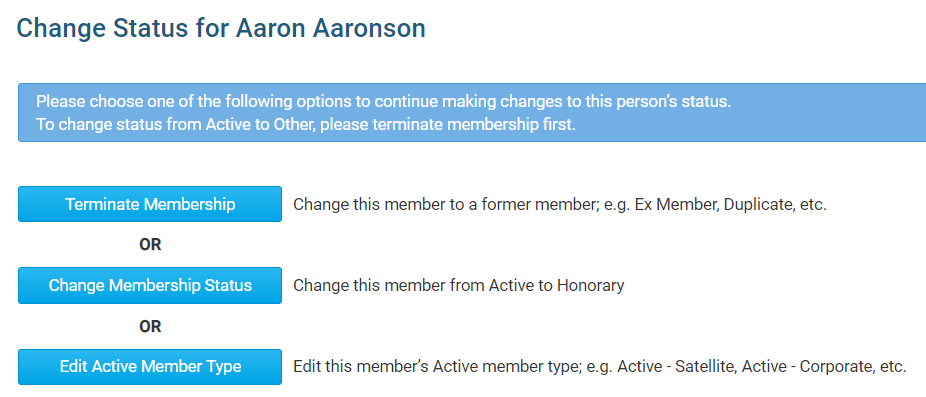 Change Status for Aaron Aaronson
Please choose one of the following options to continue making changes to this person’s status.
To change status from Active to Other, please terminate membership first.
Terminate Membership Change this member to a former member; e.g. Ex Member, Duplicate, etc.
OR
Change Membership Status Change this member from Active to Honorary
OR
Edit Active Member Type Edit this member’s Active member type; e.g. Active - Satellite, Active - Corporate, etc.